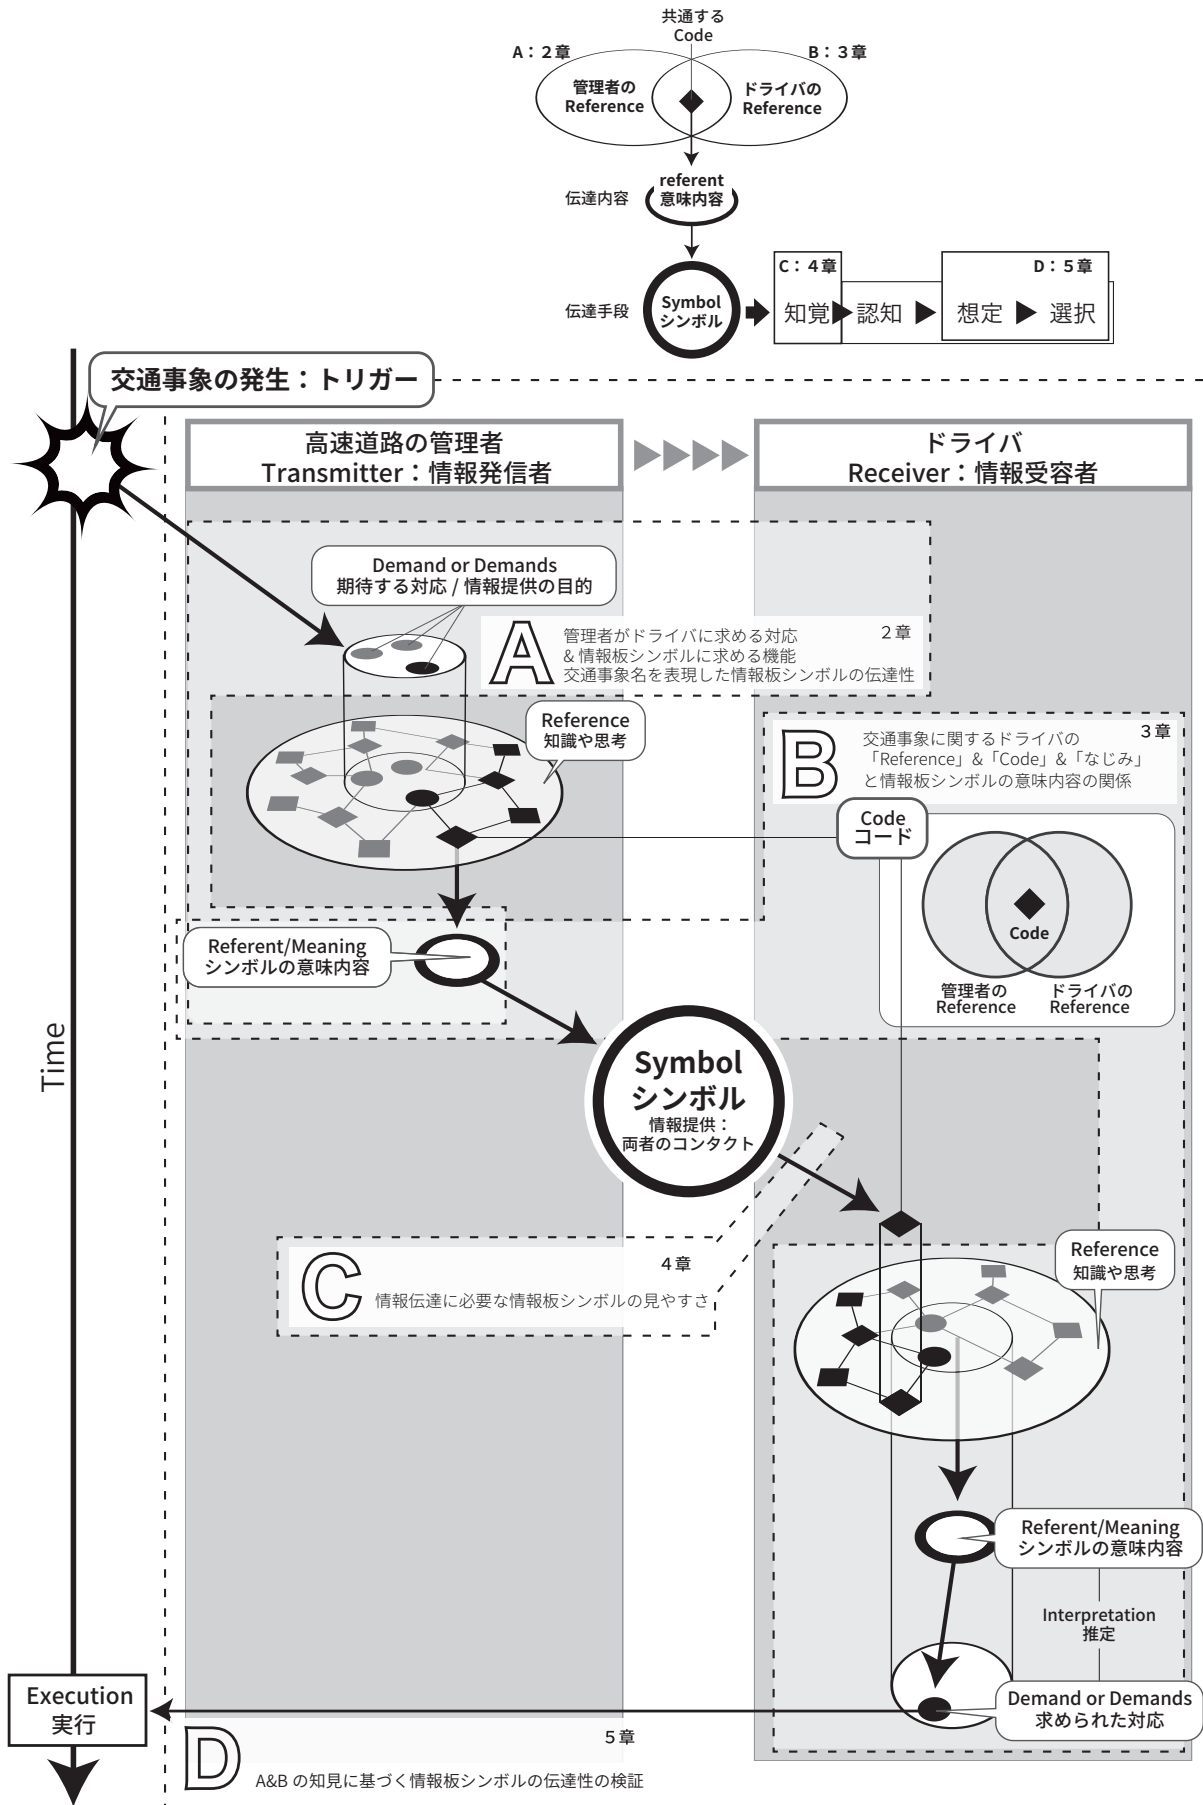 共通する
Code
A：２章
B：３章
管理者の
Reference
ドライバの
Reference
伝達内容
referent
意味内容
伝達手段
Symbol
シンボル
C：４章
D：５章
知覚
認知
想定
選択
交通事象の発生：トリガー
高速道路の管理者
Transmitter：情報発信者
ドライバ
Receiver：情報受容者
Demand or Demands
期待する対応 / 情報提供の目的
A
２章
管理者がドライバに求める対応
& 情報板シンボルに求める機能
交通事象名を表現した情報板シンボルの伝達性
Reference
知識や思考
B
３章
交通事象に関するドライバの
「Reference」&「Code」&「なじみ」
と情報板シンボルの意味内容の関係
Code
コード
Code
管理者の
Reference
ドライバの
Reference
Referent/Meaning
シンボルの意味内容
Time
Symbol
シンボル
情報提供：
両者のコンタクト
C
４章
情報伝達に必要な情報板シンボルの見やすさ
Reference
知識や思考
Referent/Meaning
シンボルの意味内容
Interpretation
推定
Demand or Demands
求められた対応
Execution
実行
D
５章
A&B の知見に基づく情報板シンボルの伝達性の検証